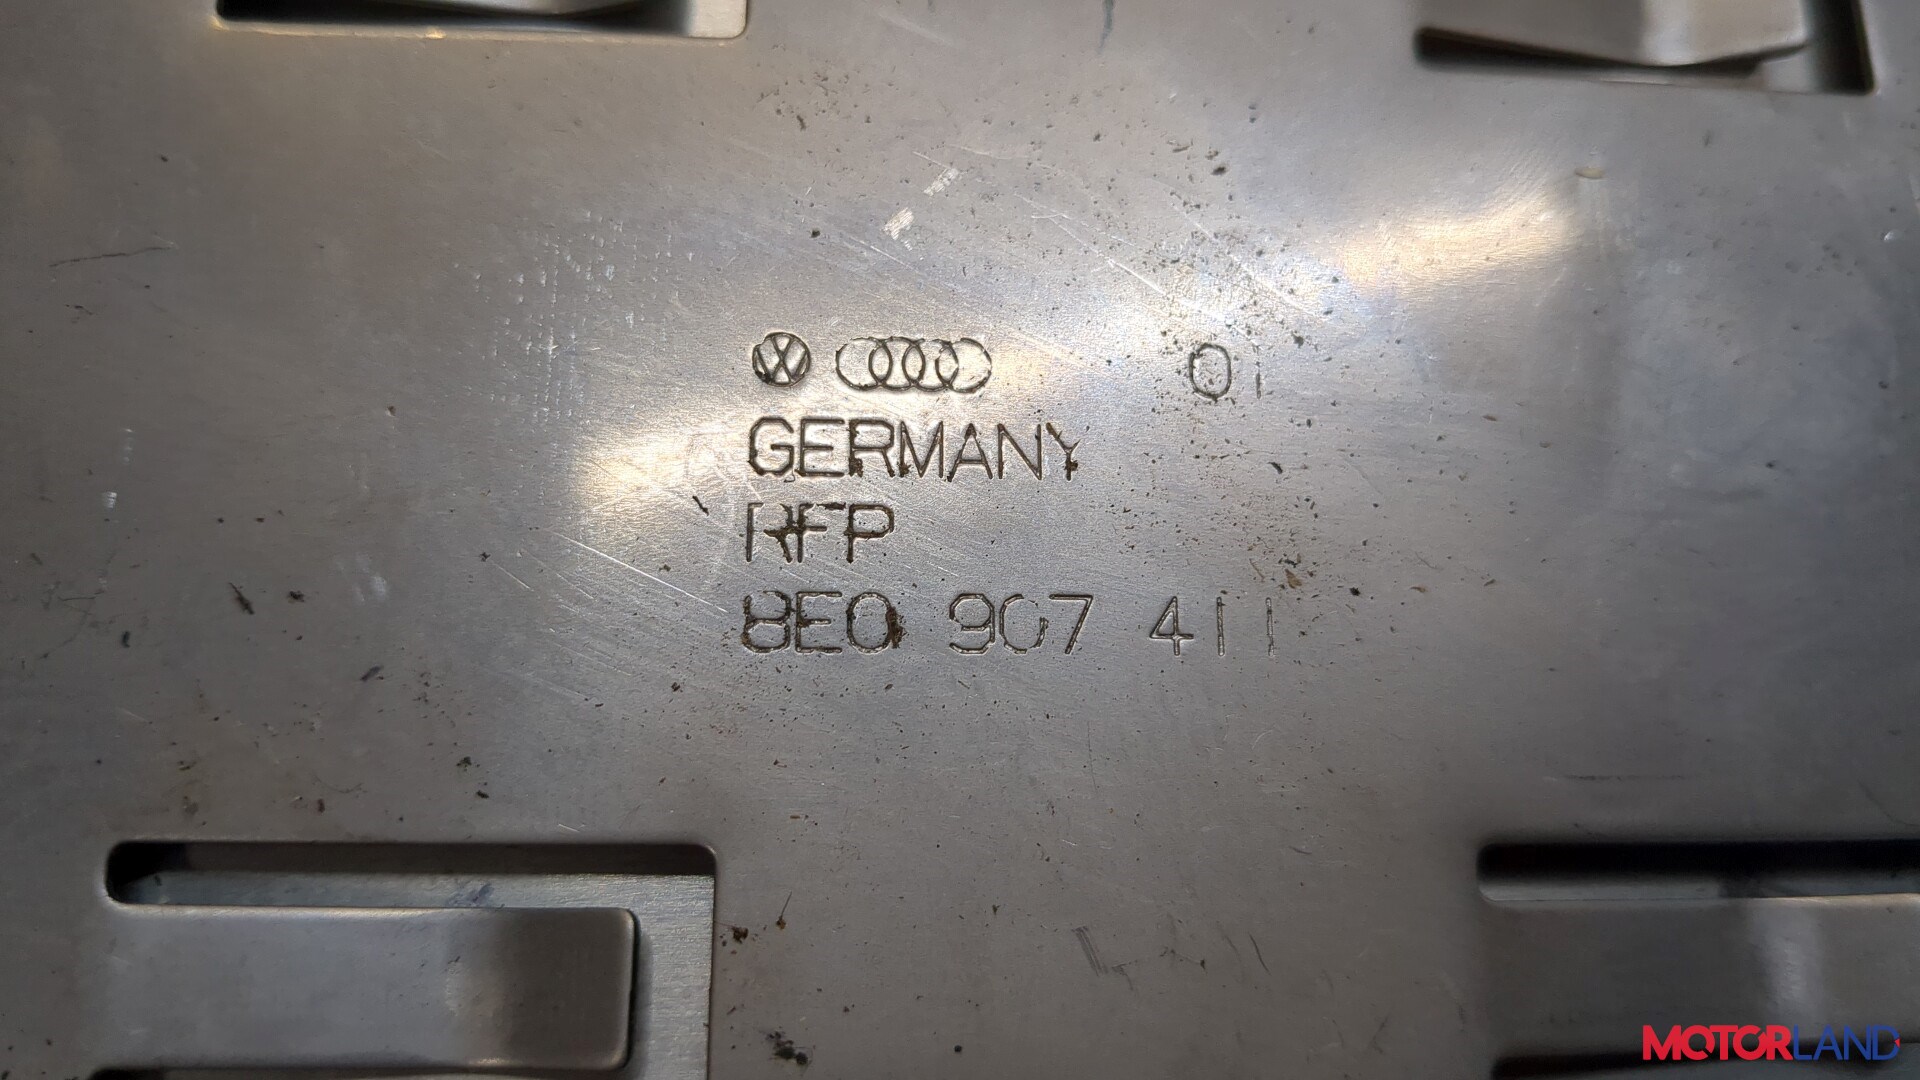 01
GERMANY
RFP
8E0 907 411
MOTORLAND